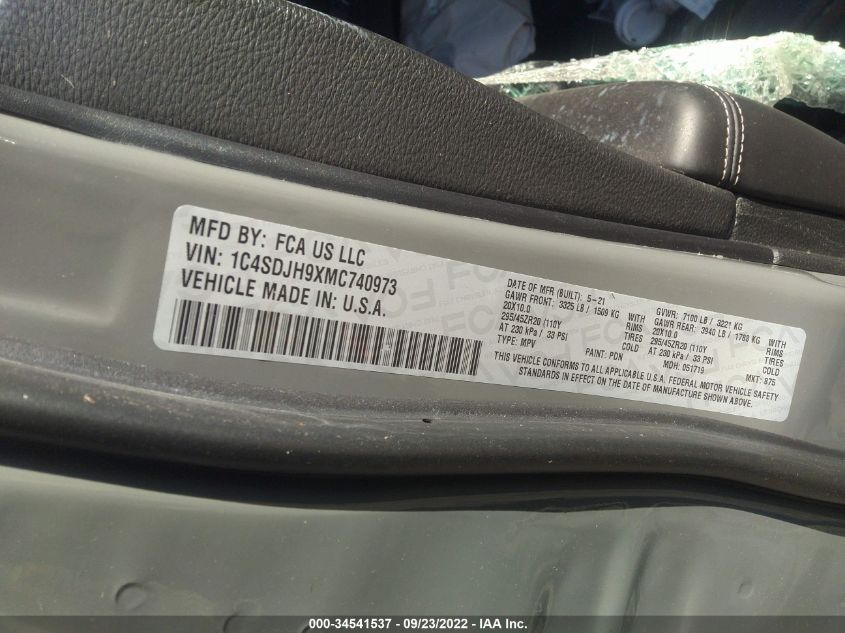 MFD BY: FCA US LLC
VIN: 1C4SDJH9XMC740973
VEHICLE MADE IN: U.S.A.
DATE OF MFR (BUILT): 5-21 GVWR: 7100 LB / 3221 KG
GAWR FRONT: 3325 LB / 1509 KG WITH GAWR REAR: 3940 LB / 1788 KG WITH
20X10.0 RIMS 20X10.0 RIMS
295/45ZR20 (110Y TIRES 295/45ZR20 (110Y TIRES
AT 230 kPa / 33 PSI COLD AT 230 kPa / 33 PSI COLD
TYPE: MPV PAINT: PDN MDH: 051719 MXT: 875
THIS VEHICLE CONFORMS TO ALL APPLICABLE U.S.A. FEDERAL MOTOR VEHICLE SAFETY
STANDARDS IN EFFECT ON THE DATE OF MANUFACTURE SHOWN ABOVE.
000-34541537 - 09/23/2022 - IAA Inc.